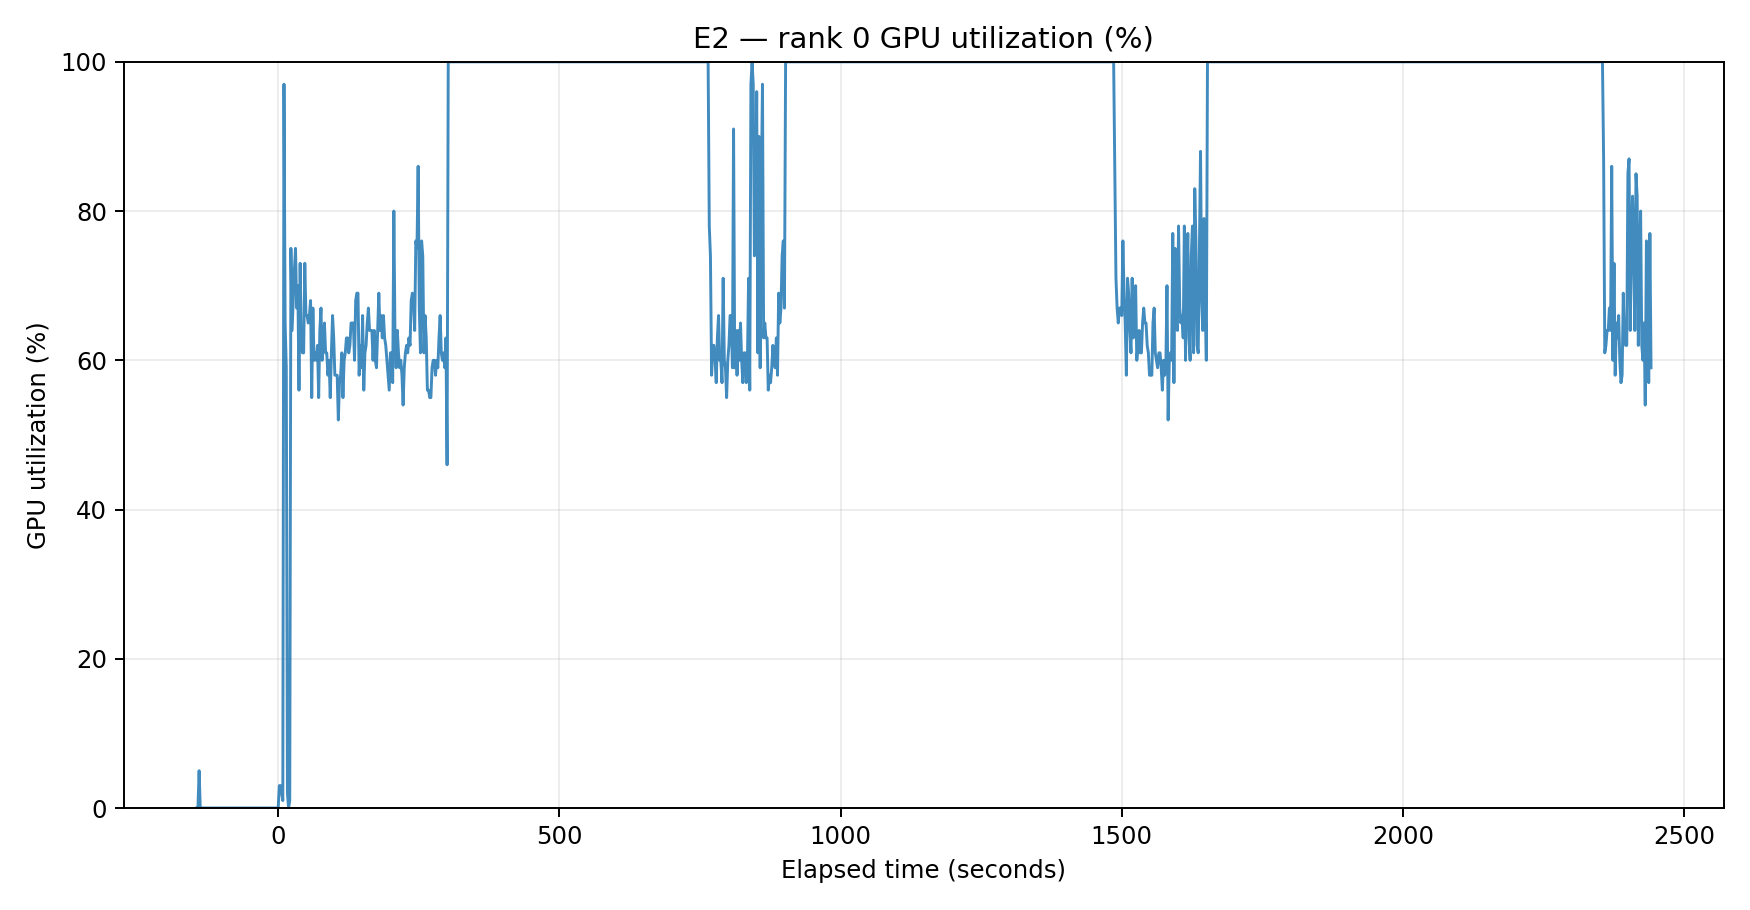 E2 — rank 0 GPU utilization (%)
100
80
60
40
20
0
GPU utilization (%)
0 500 1000 1500 2000 2500
Elapsed time (seconds)